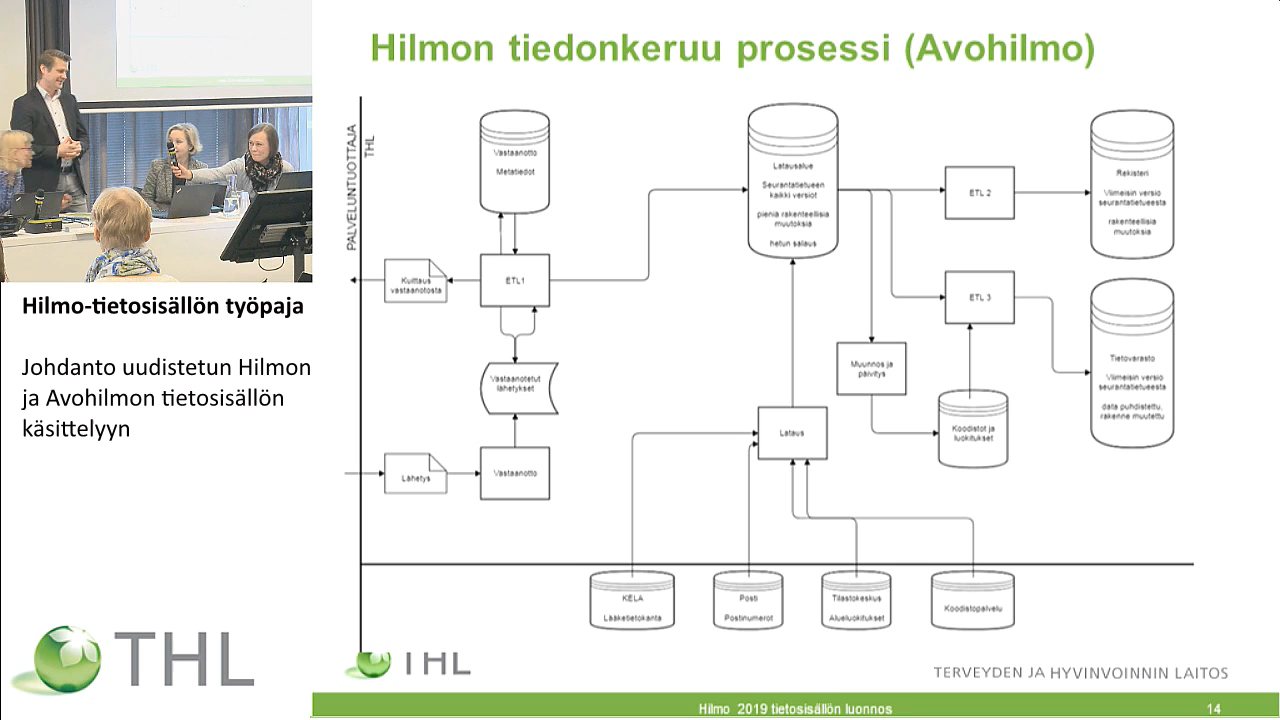 Hilmon tiedonkeruu prosessi (Avohilmo)
PALVELUNTUOTTAJA
THL
Vastaanotto
Metatiedot
Latausalue
Seurantatietueen
kaikki versiot
pieniä rakenteellisia
muutoksia
hetun salaus
ETL 2
Rekisteri
Viimeisin versio
seurantatietueesta
rakenteellisia
muutoksia
Kuittaus
vastaanotosta
ETL1
ETL 3
Tietovarasto
Viimeisin versio
seurantatietueesta
data puhdistettu,
rakenne muutettu
Vastaanotetut
lähetykset
Muunnos ja
päivitys
Koodistot ja
luokitukset
Lataus
Lähetys
Vastaanotto
KELA
Lääketietokanta
Posti
Postinumerot
Tilastokeskus
Alueluokitukset
Koodistopalvelu
Hilmo-tietosisällön työpaja
Johdanto uudistetun Hilmon
ja Avohilmon tietosisällön
käsittelyyn
THL
THL
TERVEYDEN JA HYVINVOINNIN LAITOS
Hilmo 2019 tietosisällön luonnos
14